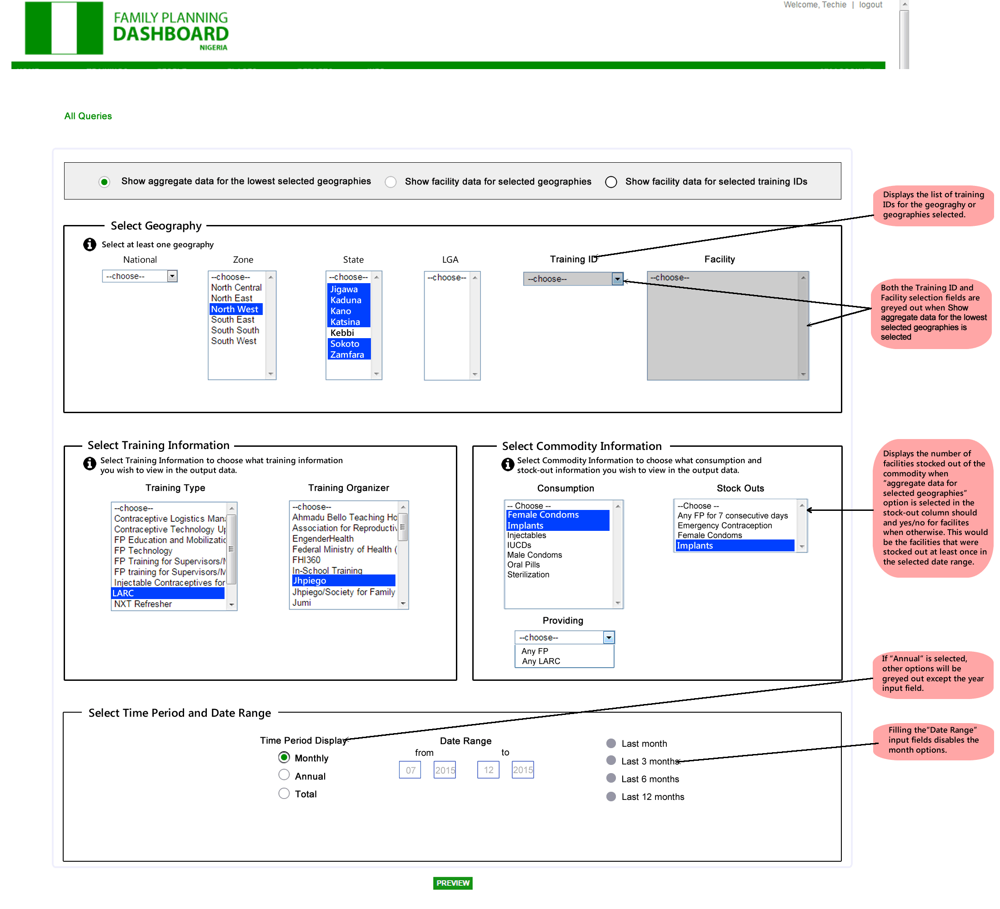 Welcome, Techie | logout
FAMILY PLANNING
DASHBOARD
NIGERIA
All Queries
Show aggregate data for the lowest selected geographies
Show facility data for selected geographies
Show facility data for selected training IDs
Displays the list of training
IDs for the geograghy or
geographies selected.
Select Geography
Select at least one geography
National
--choose--
Zone
--choose--
North Central
North East
North West
South East
South South
South West
State
--choose--
Jigawa
Kaduna
Kano
Katsina
Kebbi
Sokoto
Zamfara
LGA
--choose--
Training ID
--choose--
Facility
--choose--
Both the Training ID and
Facility selection fields are
greyed out when Show
aggregate data for the lowest
selected geographies is
selected
Select Training Information
Select Training Information to choose what training information
you wish to view in the output data.
Training Type
--choose--
Contraceptive Logistics Man
Contraceptive Technology U
FP Education and Mobilizatic
FP Technology
FP Training for Supervisors/
FP training for Supervisors/M
Injectable Contraceptives for
LARC
NXT Refresher
Training Organizer
--choose--
Ahmadu Bello Teaching Ho
Association for Reproductiv
EngenderHealth
Federal Ministry of Health (
FHI360
In-School Training
Jhpiego
Jhpiego/Society for Family
Jumi
Select Commodity Information
Select Commodity Information to choose what consumption and
stock-out information you wish to view in the output data.
Consumption
-- Choose --
Female Condoms
Implants
Injectables
IUCDs
Male Condoms
Oral Pills
Sterilization
Stock Outs
--Choose --
Any FP for 7 consecutive days
Emergency Contraception
Female Condoms
Implants
Providing
--choose--
Any FP
Any LARC
Displays the number of
facilities stocked out of the
commodity when
“aggregate data for
selected geographies”
option is selected in the
stock-out column should
and yes/no for facilites
when otherwise. This would
be the facilities that were
stocked out at least once in
the selected date range.
If “Annual” is selected,
other options will be
greyed out except the year
input field.
Select Time Period and Date Range
Time Period Display
Monthly
Annual
Total
Date Range
from
to
07 2015 12 2015
Last month
Last 3 months
Last 6 months
Last 12 months
Filling the“Date Range”
input fields disables the
month options.
PREVIEW